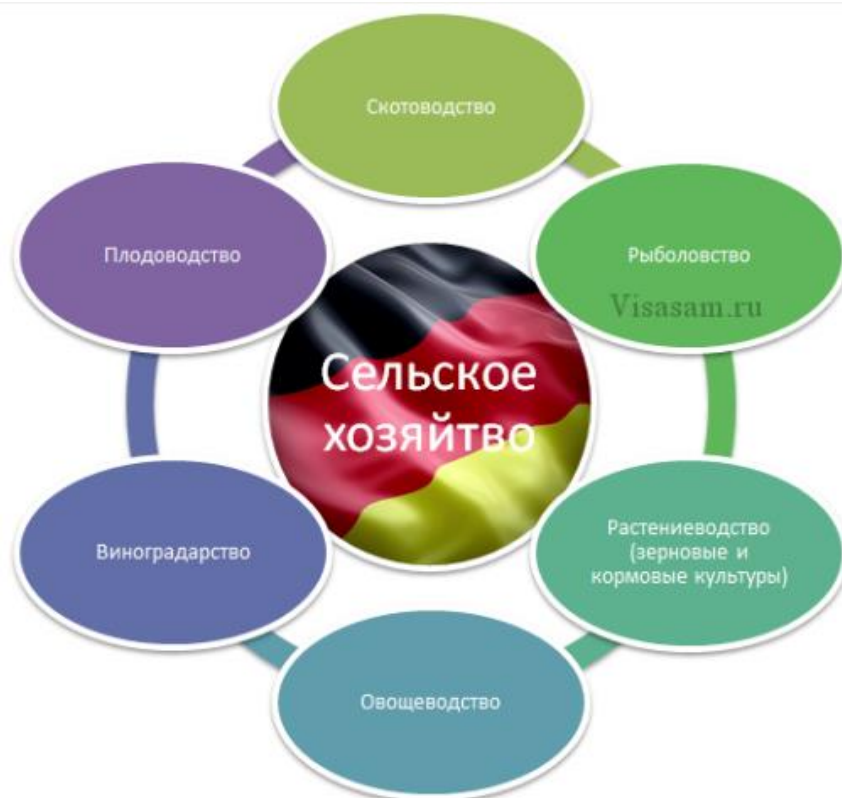 Скотоводство
Рыболовство
Visasam.ru
Растениеводство
(зерновые и
кормовые культуры)
Овощеводство
Виноградарство
Плодоводство
Сельское
хозяйтво